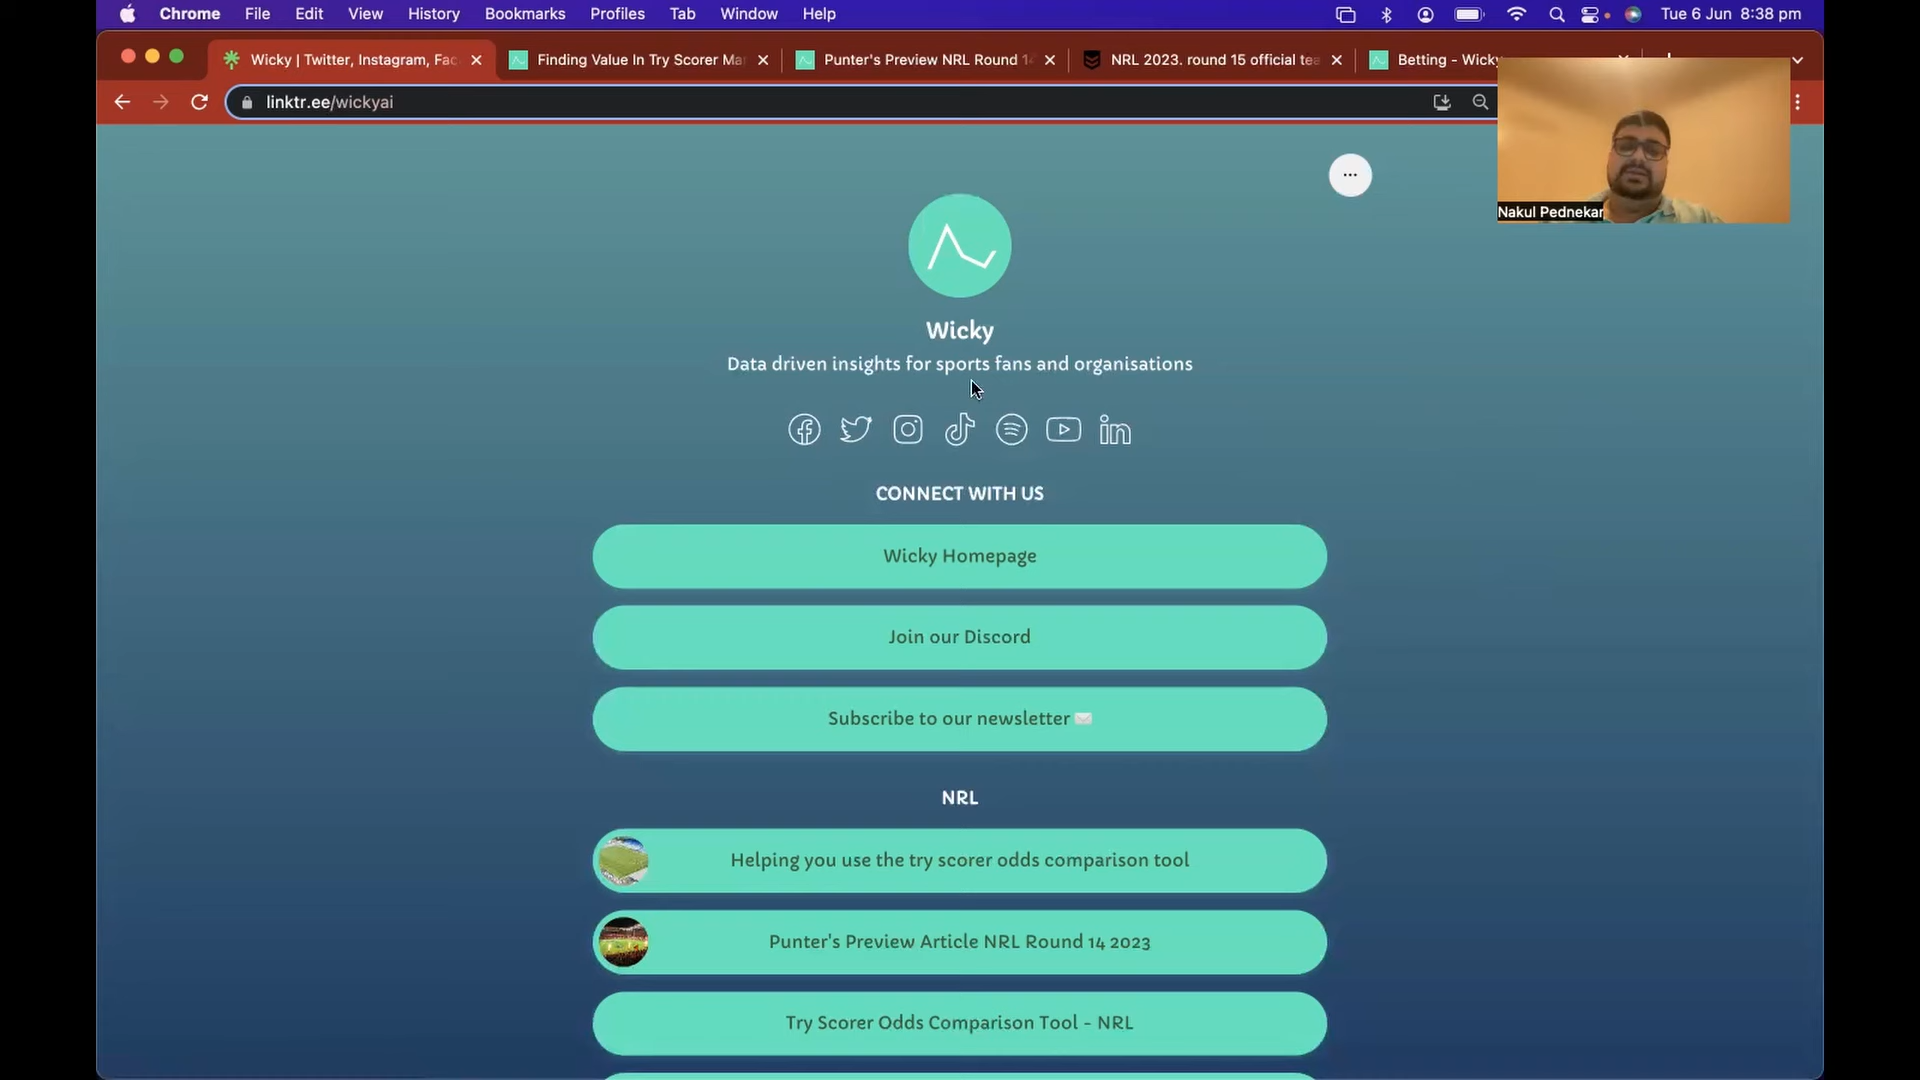 Chrome File Edit View History Bookmarks Profiles Tab Window Help Tue 6 Jun 8:38 pm
Wicky | Twitter, Instagram, Fac Finding Value In Try Scorer Mar Punter's Preview NRL Round 14 NRL 2023. round 15 official tea Betting - Wicky
linktr.ee/wickyai
Nakul Pednekar
Wicky
Data driven insights for sports fans and organisations
CONNECT WITH US
Wicky Homepage
Join our Discord
Subscribe to our newsletter
NRL
Helping you use the try scorer odds comparison tool
Punter's Preview Article NRL Round 14 2023
Try Scorer Odds Comparison Tool - NRL